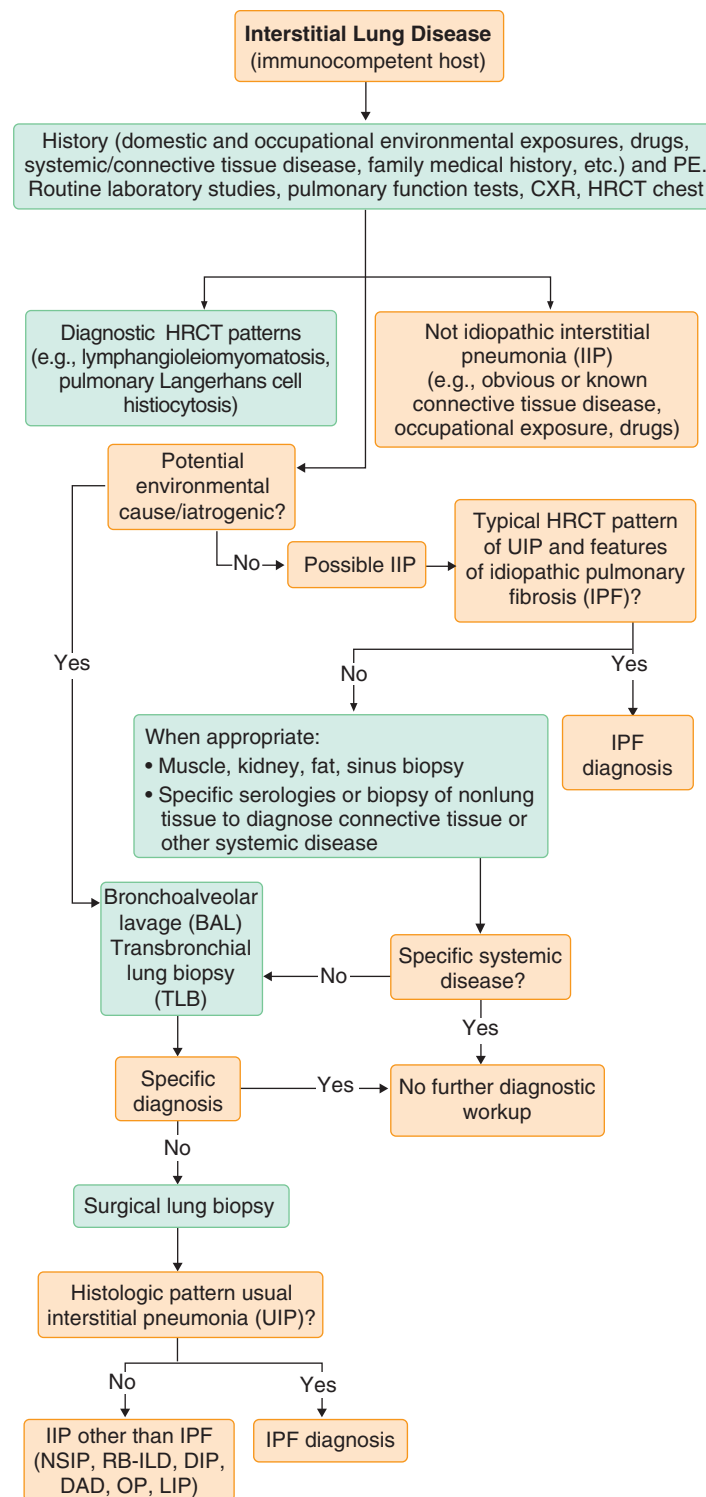 Interstitial Lung Disease
(immunocompetent host)
History (domestic and occupational environmental exposures, drugs,
systemic/connective tissue disease, family medical history, etc.) and PE.
Routine laboratory studies, pulmonary function tests, CXR, HRCT chest
Diagnostic HRCT patterns
(e.g., lymphangioleiomyomatosis,
pulmonary Langerhans cell
histiocytosis)
Not idiopathic interstitial
pneumonia (IIP)
(e.g., obvious or known
connective tissue disease,
occupational exposure, drugs)
Potential
environmental
cause/iatrogenic?
No
Possible IIP
Typical HRCT pattern
of UIP and features
of idiopathic pulmonary
fibrosis (IPF)?
Yes
No
Yes
When appropriate:
• Muscle, kidney, fat, sinus biopsy
• Specific serologies or biopsy of nonlung
tissue to diagnose connective tissue or
other systemic disease
IPF
diagnosis
Bronchoalveolar
lavage (BAL)
Transbronchial
lung biopsy
(TLB)
No
Specific systemic
disease?
Yes
Specific
diagnosis
Yes
No further diagnostic
workup
No
Surgical lung biopsy
Histologic pattern usual
interstitial pneumonia (UIP)?
No
Yes
IIP other than IPF
(NSIP, RB-ILD, DIP,
DAD, OP, LIP)
IPF diagnosis